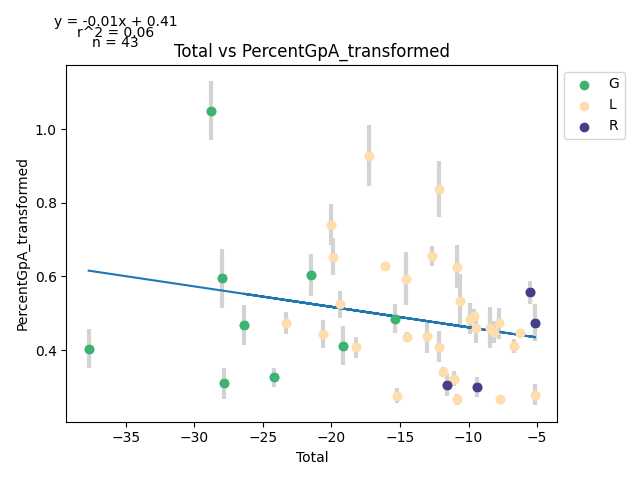 y = -0.01x + 0.41
r^2 = 0.06
n = 43
Total vs PercentGpA_transformed
G
L
R
PercentGpA_transformed
1.0
0.8
0.6
0.4
−35
−30
−25
−20
−15
−10
−5
Total